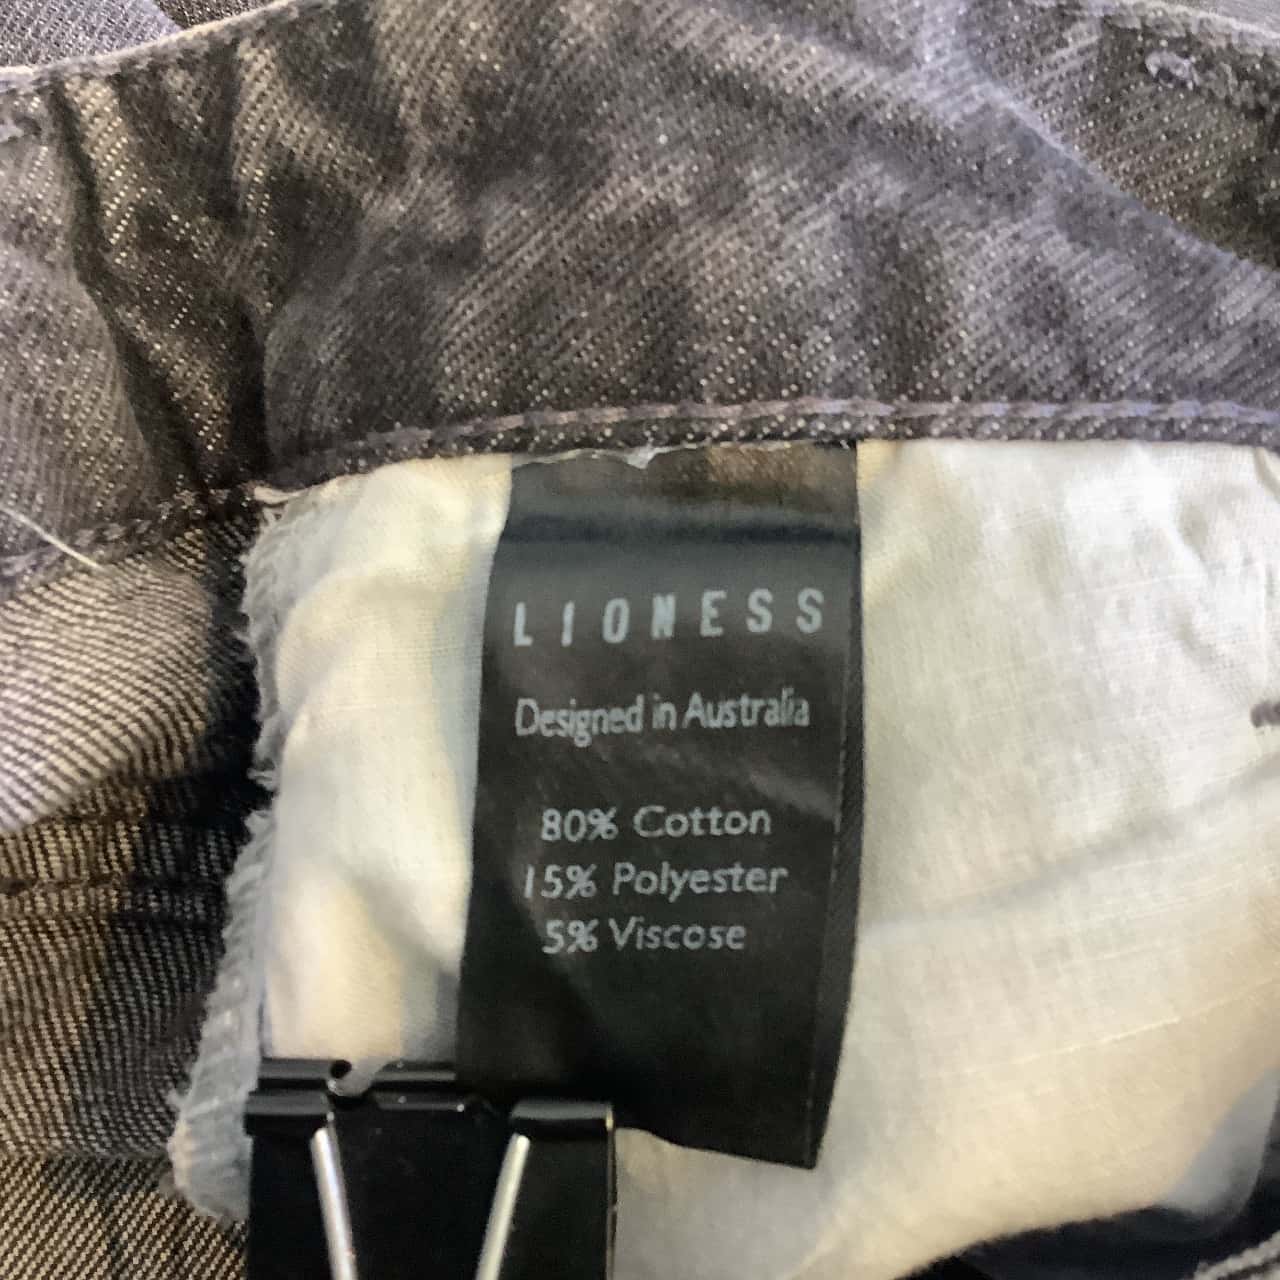 LIONESS
Designed in Australia
80% Cotton
15% Polyester
5% Viscose